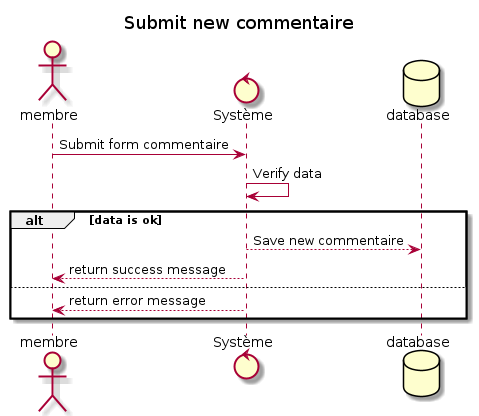 Submit new commentaire
membre
Système
database
Submit form commentaire
Verify data
alt
[data is ok]
Save new commentaire
return success message
return error message
membre
Système
database